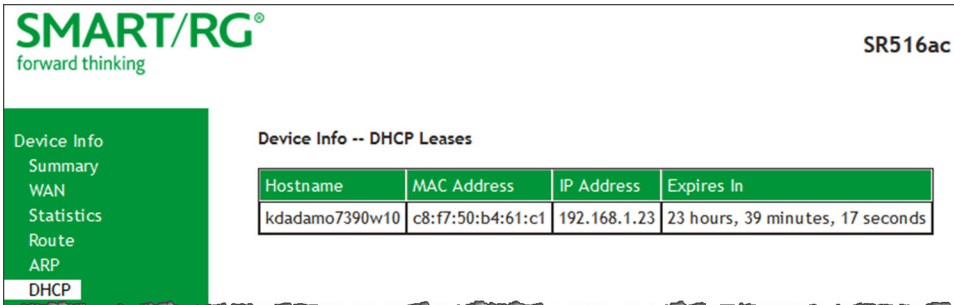 SMART/RG®
forward thinking
SR516ac
Device Info
Summary
WAN
Statistics
Route
ARP
DHCP
Device Info -- DHCP Leases
Hostname MAC Address IP Address Expires In
kdadamo7390w10 c8:f7:50:b4:61:c1 192.168.1.23 23 hours, 39 minutes, 17 seconds